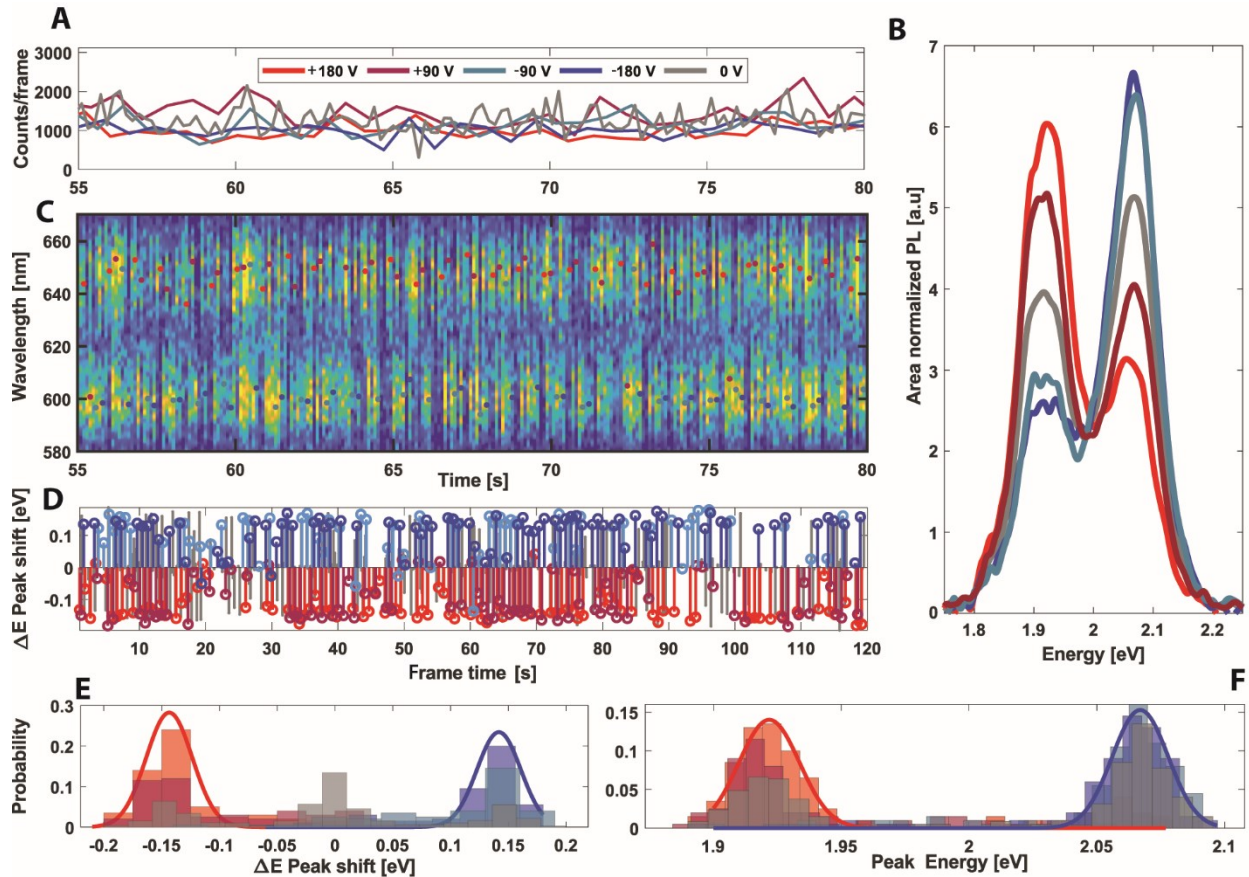 A
B
3000
2000
1000
0
Counts/frame
+180 V +90 V -90 V -180 V 0 V
55 60 65 70 75 80
C
660
640
620
600
580
Wavelength [nm]
55 60 65 70 75 80
Time [s]
7
6
5
4
3
2
1
0
Area normalized PL [a.u]
1.8 1.9 2 2.1 2.2
Energy [eV]
D
0.1
0
-0.1
ΔE Peak shift [eV]
10 20 30 40 50 60 70 80 90 100 110 120
Frame time [s]
E
0.3
0.2
0.1
0
Probability
-0.2 -0.15 -0.1 -0.05 0 0.05 0.1 0.15 0.2
ΔE Peak shift [eV]
F
0.15
0.1
0.05
0
1.9 1.95 2 2.05 2.1
Peak Energy [eV]